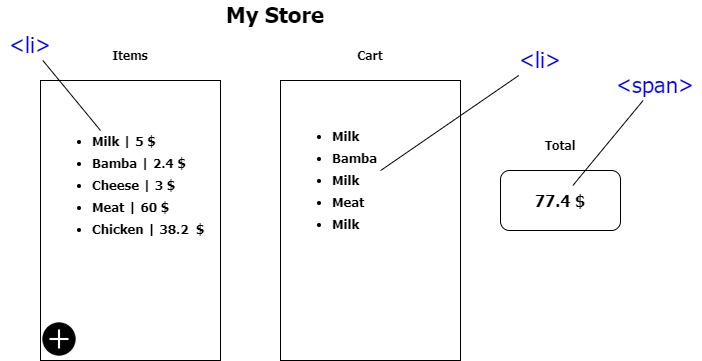 My Store
<li>
Items
Cart
<li>
<span>
Milk | 5 $
Bamba | 2.4 $
Cheese | 3 $
Meat | 60 $
Chicken | 38.2 $
Milk
Bamba
Milk
Meat
Milk
Total
77.4 $